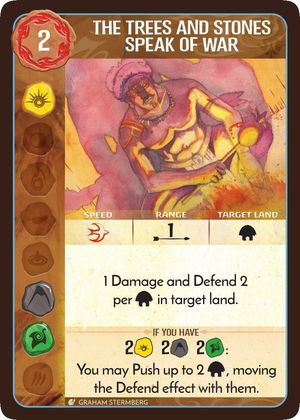 2
THE TREES AND STONES
SPEAK OF WAR
SPEED RANGE TARGET LAND
1
1 Damage and Defend 2
per in target land.
IF YOU HAVE
2 2 2 :
You may Push up to 2 , moving
the Defend effect with them.
GRAHAM STERMBERG